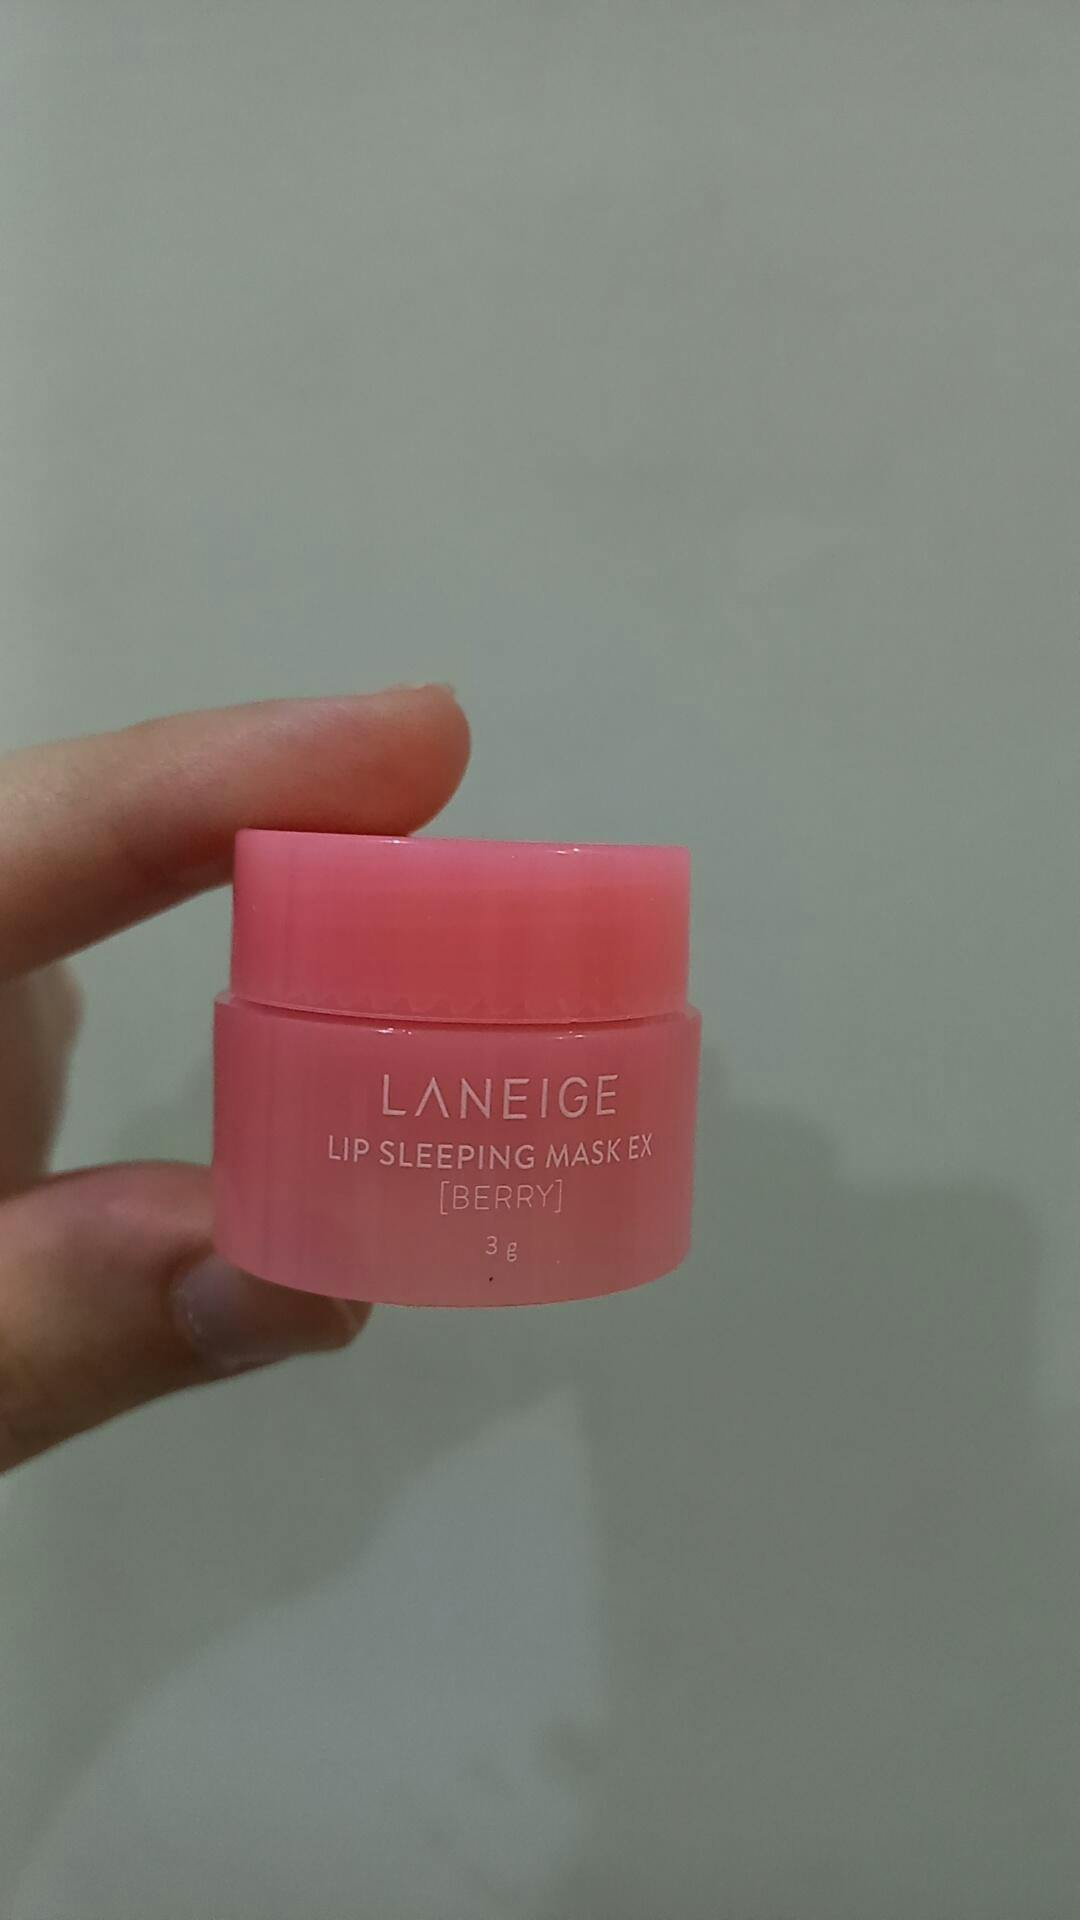 LANEIGE
LIP SLEEPING MASK EX
[BERRY]
3 g